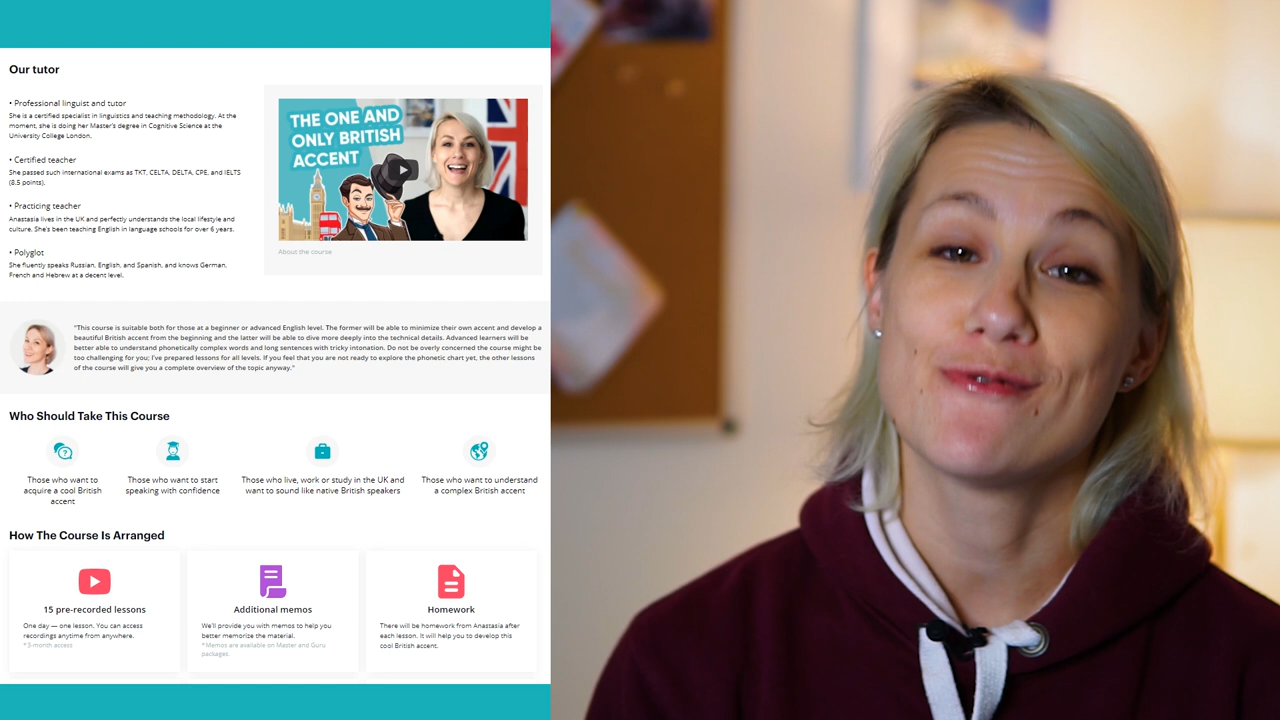 Our tutor
• Professional linguist and tutor
She is a certified specialist in linguistics and teaching methodology. At the
moment, she is doing her Master's degree in Cognitive Science at the
University College London.
• Certified teacher
She passed such international exams as TKT, CELTA, DELTA, CPE, and IELTS
(8.5 points).
• Practicing teacher
Anastasia lives in the UK and perfectly understands the local lifestyle and
culture. She's been teaching English in language schools for over 6 years.
• Polyglot
She fluently speaks Russian, English, and Spanish, and knows German,
French and Hebrew at a decent level.
THE ONE AND
ONLY BRITISH
ACCENT
About the course
"This course is suitable both for those at a beginner or advanced English level. The former will be able to minimize their own accent and develop a
beautiful British accent from the beginning and the latter will be able to dive more deeply into the technical details. Advanced learners will be
better able to understand phonetically complex words and long sentences with tricky intonation. Do not be overly concerned the course might be
too challenging for you; I've prepared lessons for all levels. If you feel that you are not ready to explore the phonetic chart yet, the other lessons
of the course will give you a complete overview of the topic anyway."
Who Should Take This Course
Those who want to
acquire a cool British
accent
Those who want to start
speaking with confidence
Those who live, work or study in the UK and
want to sound like native British speakers
Those who want to understand
a complex British accent
How The Course Is Arranged
15 pre-recorded lessons
One day — one lesson. You can access
recordings anytime from anywhere.
* 3-month access
Additional memos
We'll provide you with memos to help you
better memorize the material.
* Memos are available on Master and Guru
packages.
Homework
There will be homework from Anastasia after
each lesson. It will help you to develop this
cool British accent.